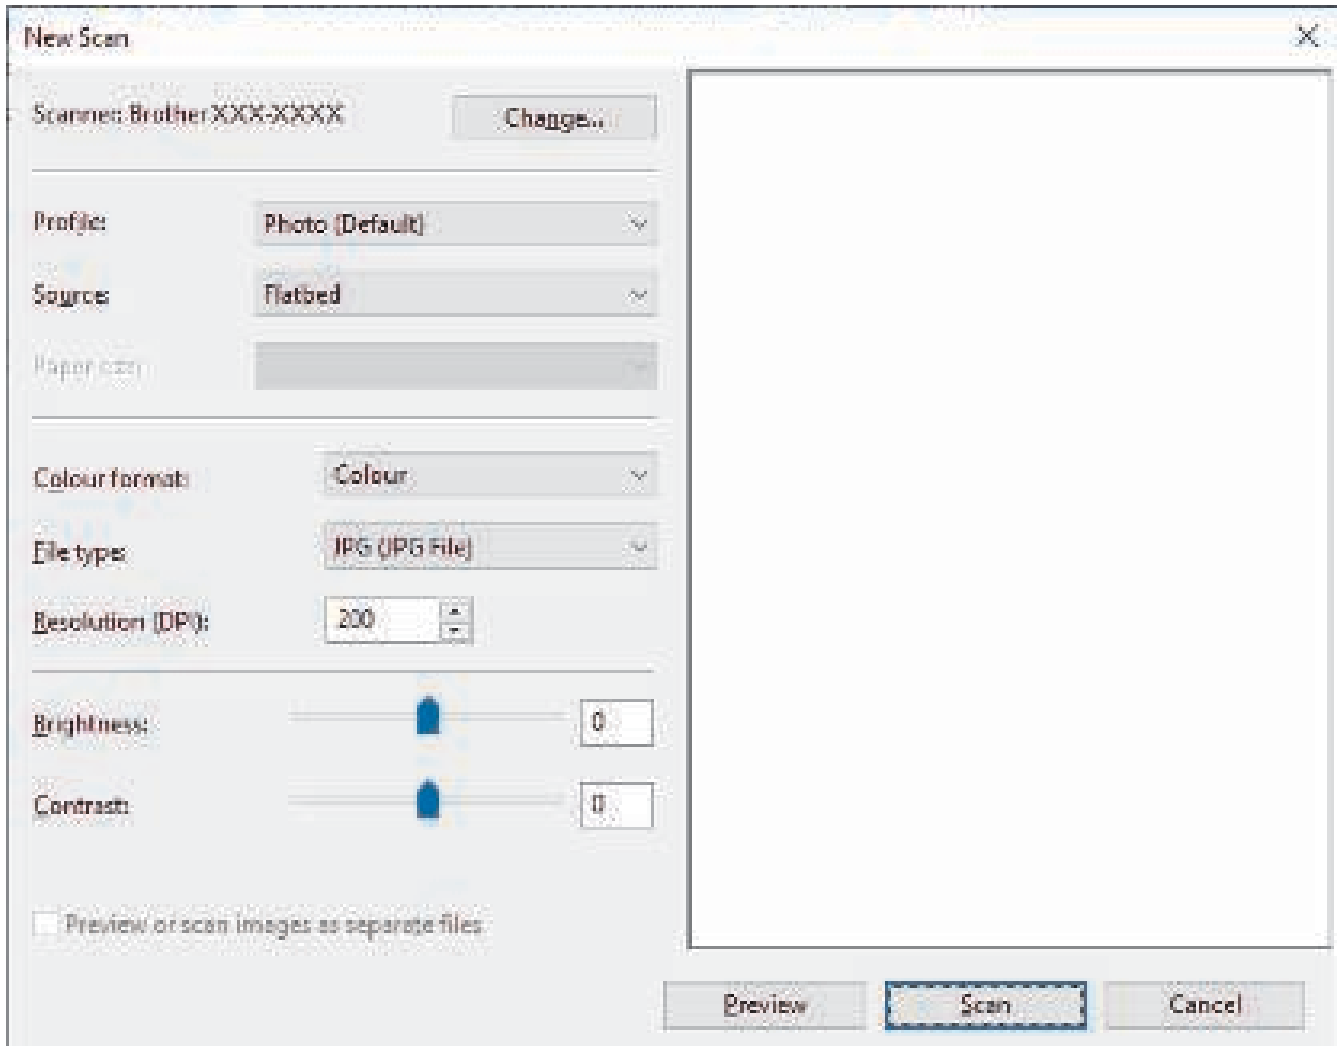 New Scan
Scanner: Brother XXX-XXXX
Change...
Profile:
Photo (Default)
Source:
Flatbed
Paper size:
Colour format:
Colour
File type:
JPG (JPG File)
Resolution (DPI):
200
Brightness:
0
Contrast:
0
Preview or scan images as separate files
Preview
Scan
Cancel